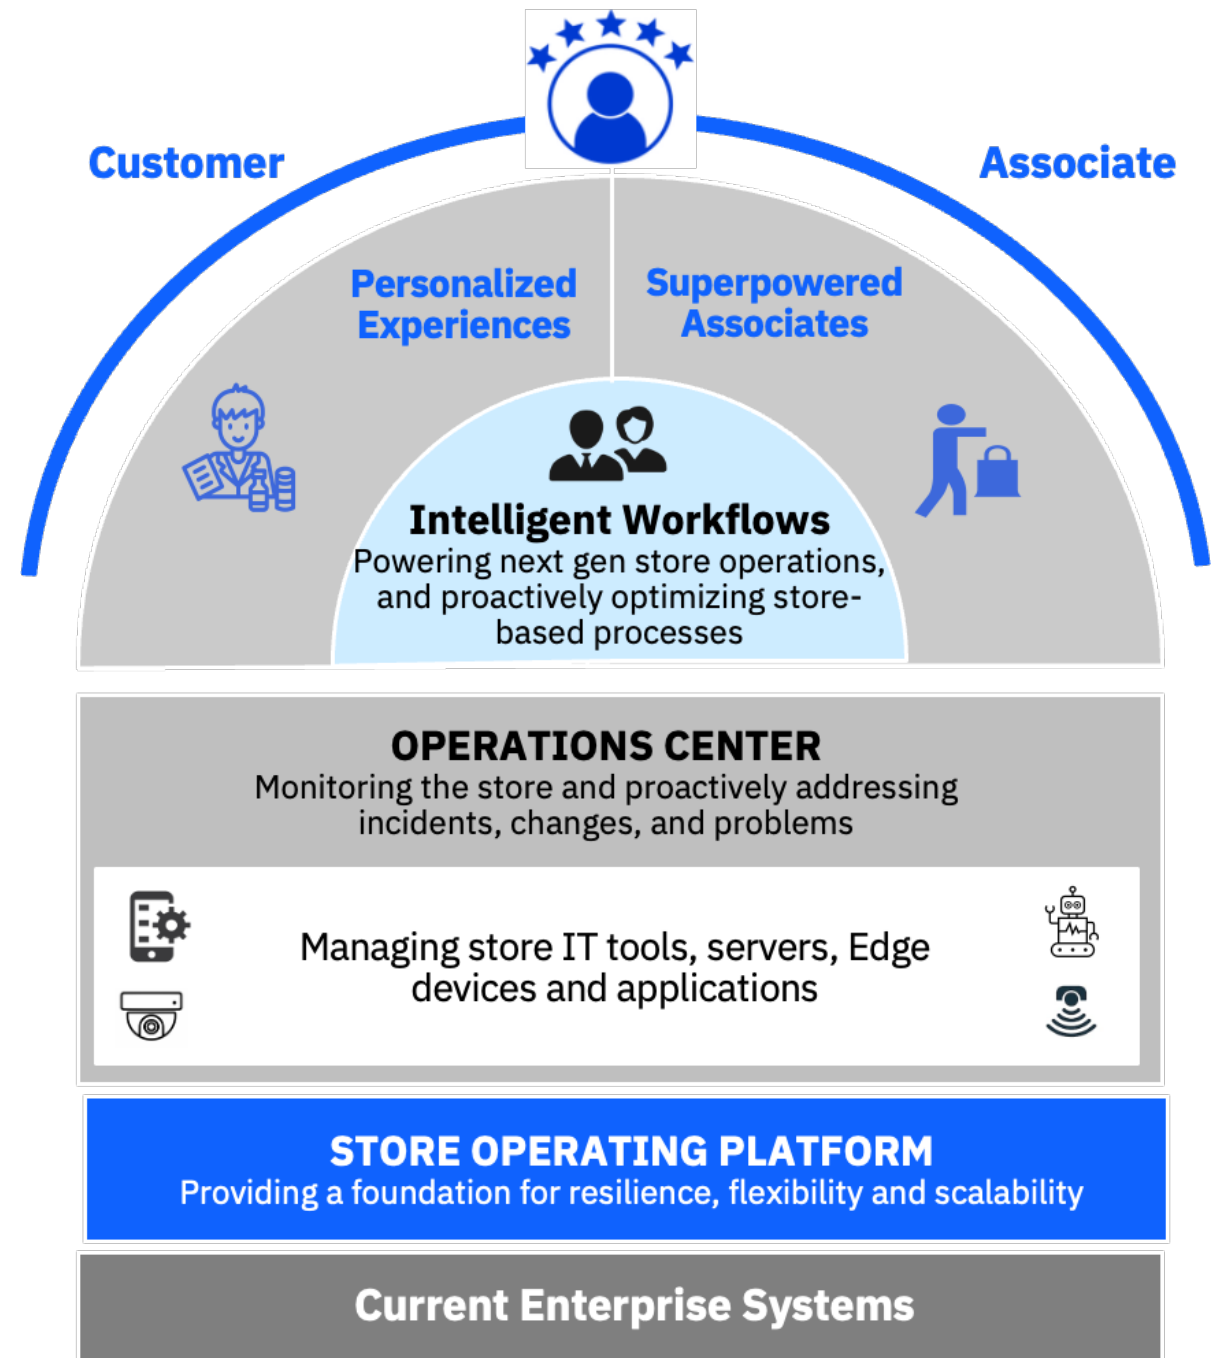 Customer
Associate
Personalized
Experiences
Superpowered
Associates
Intelligent Workflows
Powering next gen store operations,
and proactively optimizing store-
based processes
OPERATIONS CENTER
Monitoring the store and proactively addressing
incidents, changes, and problems
Managing store IT tools, servers, Edge
devices and applications
STORE OPERATING PLATFORM
Providing a foundation for resilience, flexibility and scalability
Current Enterprise Systems